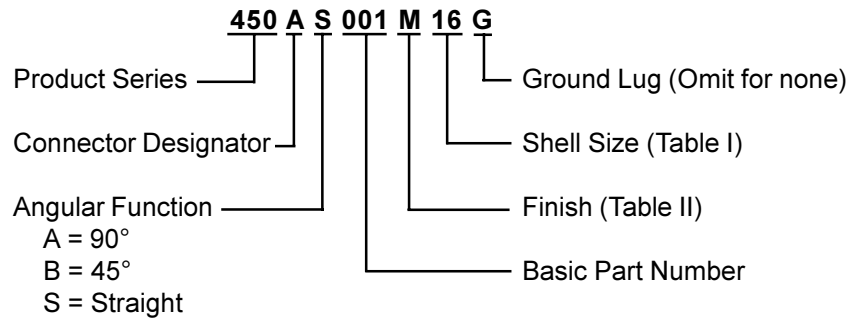 450 A S 001 M 16 G
Product Series
Connector Designator
Angular Function
A = 90°
B = 45°
S = Straight
Ground Lug (Omit for none)
Shell Size (Table I)
Finish (Table II)
Basic Part Number